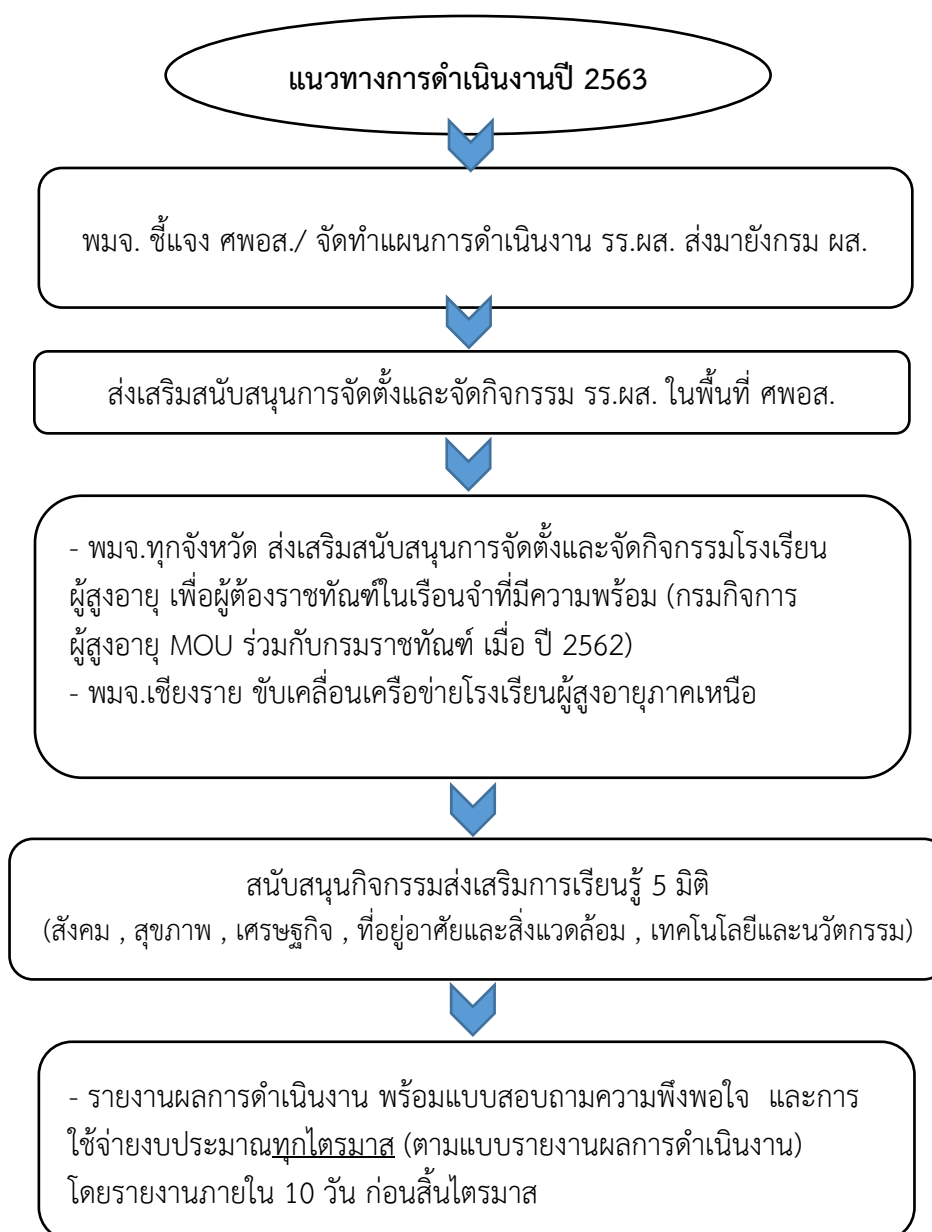 แนวทางการดำเนินงานปี 2563
พมจ. ชี้แจง ศพอส./ จัดทำแผนการดำเนินงาน รร.ผส. ส่งมายังกรม ผส.
ส่งเสริมสนับสนุนการจัดตั้งและจัดกิจกรรม รร.ผส. ในพื้นที่ ศพอส.
- พมจ.ทุกจังหวัด ส่งเสริมสนับสนุนการจัดตั้งและจัดกิจกรรมโรงเรียน
ผู้สูงอายุ เพื่อผู้ต้องราชทัณฑ์ในเรือนจำที่มีความพร้อม (กรมกิจการ
ผู้สูงอายุ MOU ร่วมกับกรมราชทัณฑ์ เมื่อ ปี 2562)
- พมจ.เชียงราย ขับเคลื่อนเครือข่ายโรงเรียนผู้สูงอายุภาคเหนือ
สนับสนุนกิจกรรมส่งเสริมการเรียนรู้ 5 มิติ
(สังคม , สุขภาพ , เศรษฐกิจ , ที่อยู่อาศัยและสิ่งแวดล้อม , เทคโนโลยีและนวัตกรรม)
- รายงานผลการดำเนินงาน พร้อมแบบสอบถามความพึงพอใจ และการ
ใช้จ่ายงบประมาณทุกไตรมาส (ตามแบบรายงานผลการดำเนินงาน)
โดยรายงานภายใน 10 วัน ก่อนสิ้นไตรมาส